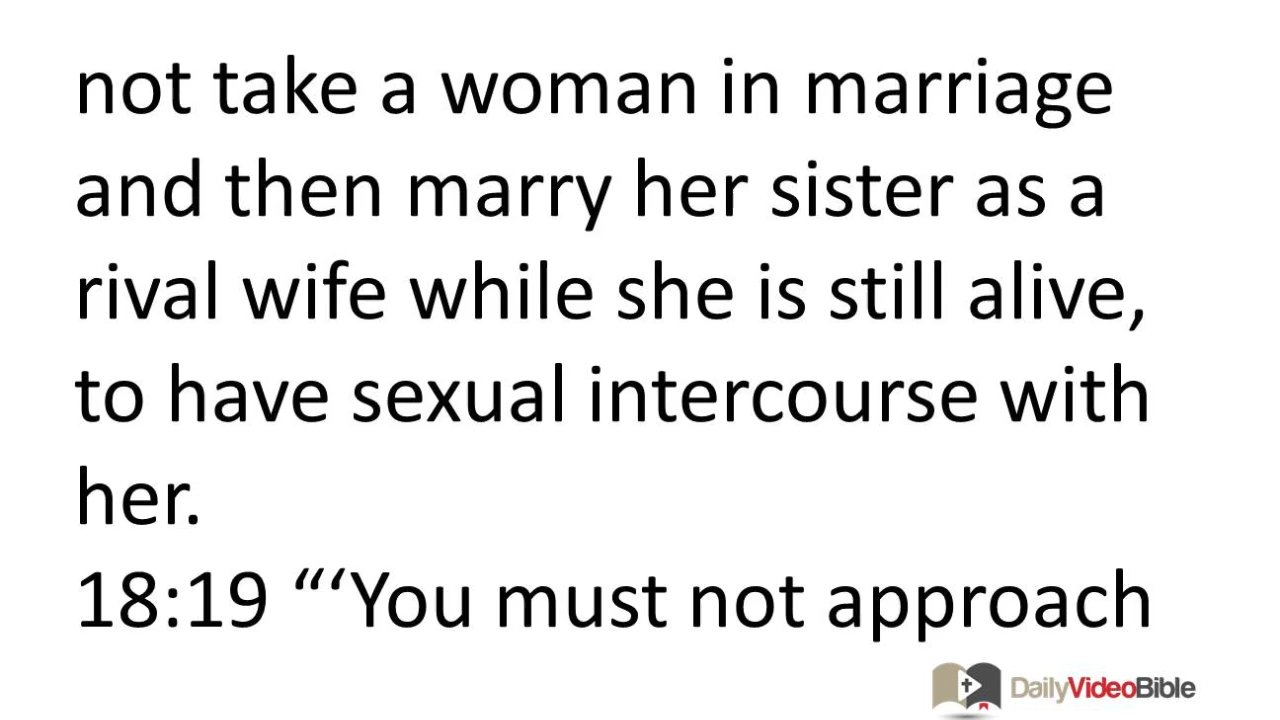 not take a woman in marriage
and then marry her sister as a
rival wife while she is still alive,
to have sexual intercourse with
her.
18:19 “‘You must not approach
DailyVideoBible